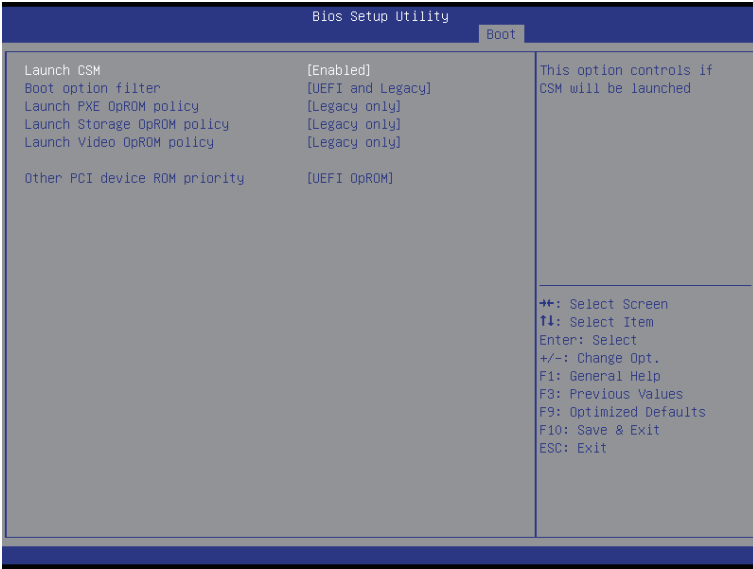 Bios Setup Utility
Boot
Launch CSM [Enabled]
Boot option filter [UEFI and Legacy]
Launch PXE OpROM policy [Legacy only]
Launch Storage OpROM policy [Legacy only]
Launch Video OpROM policy [Legacy only]
Other PCI device ROM priority [UEFI OpROM]
This option controls if
CSM will be launched
→←: Select Screen
↑↓: Select Item
Enter: Select
+/-: Change Opt.
F1: General Help
F3: Previous Values
F9: Optimized Defaults
F10: Save & Exit
ESC: Exit